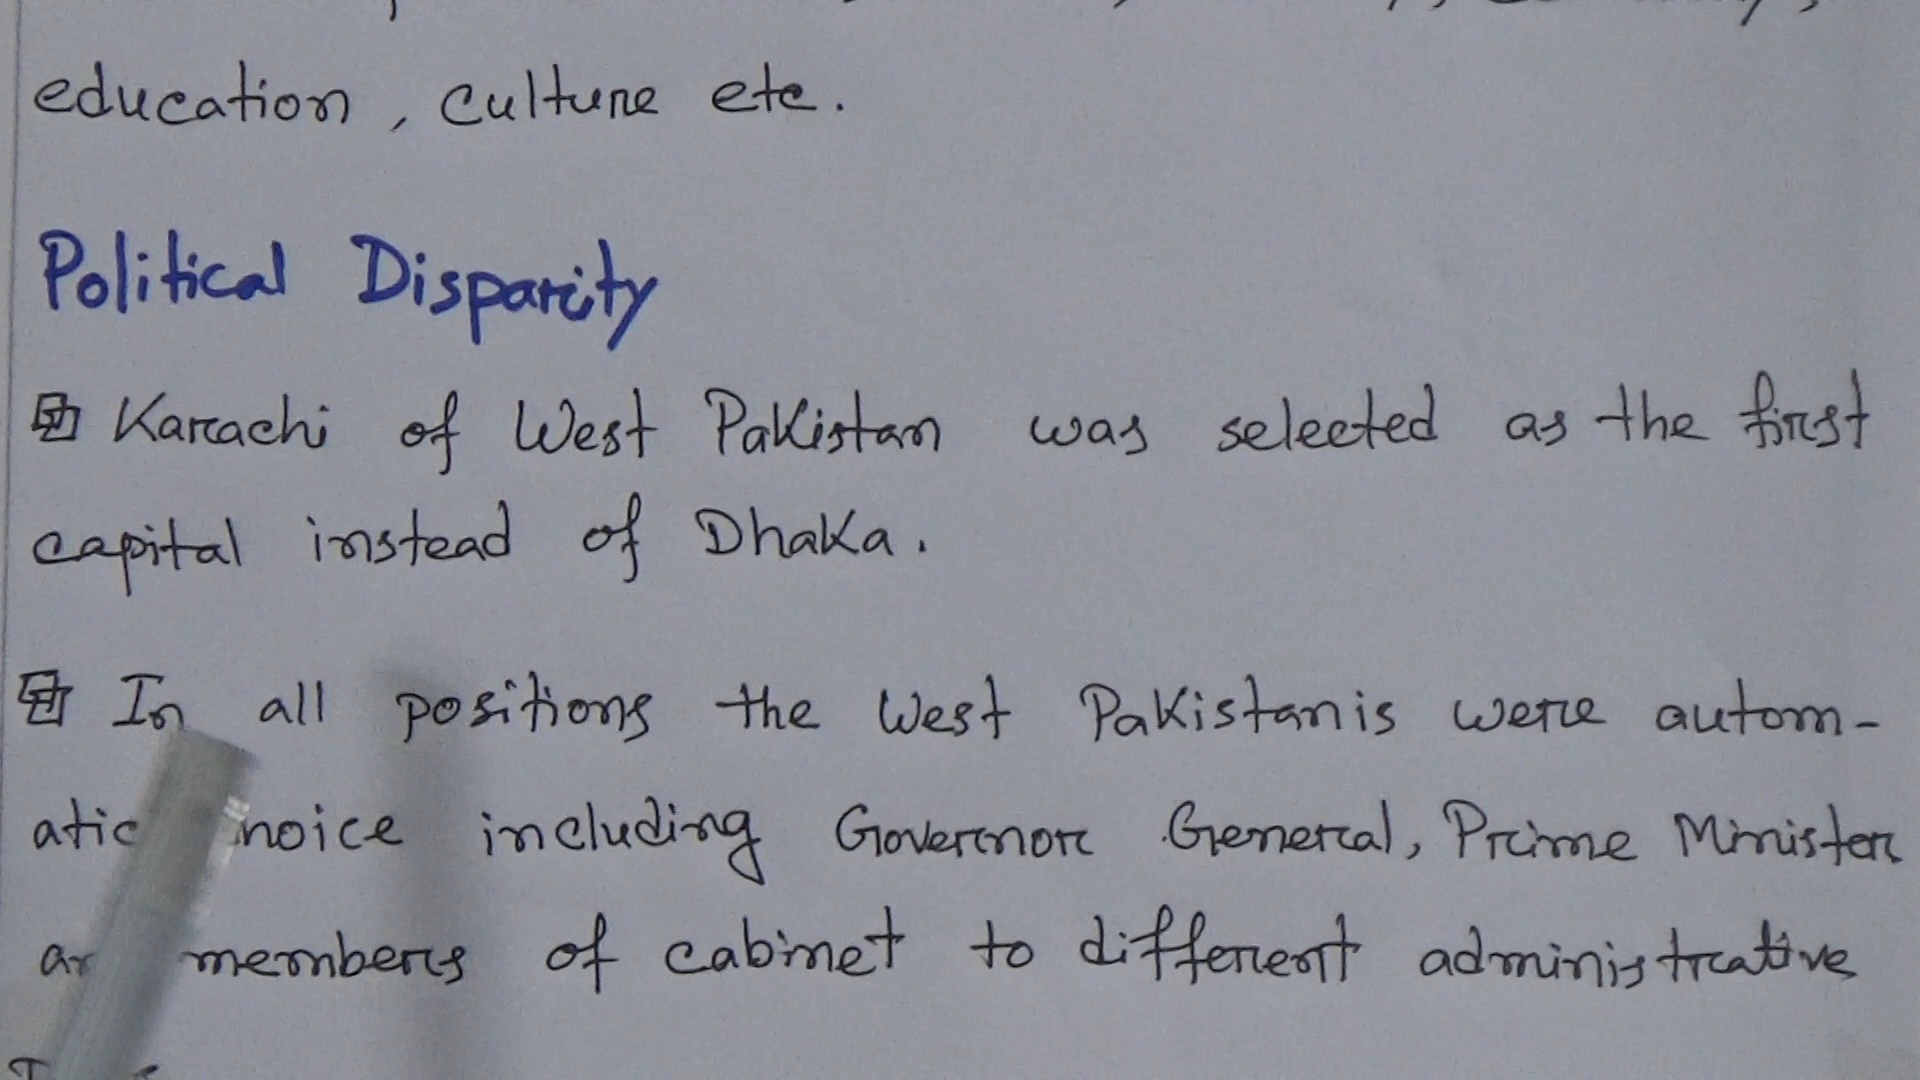 education, culture etc.
Political Disparity
Karachi of West Pakistan was selected as the first
capital instead of Dhaka.
In all positions the West Pakistanis were autom-
atic choice including Governor General, Prime Minister
members of cabinet to different administrative